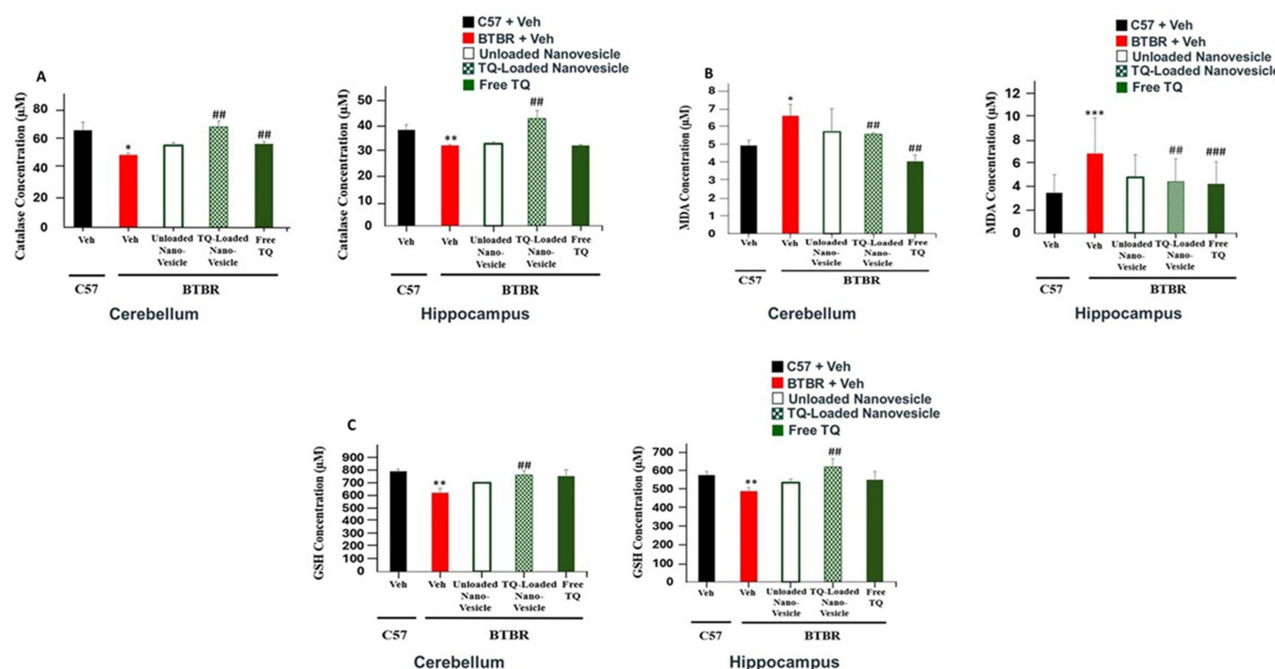 C57 + Veh
BTBR + Veh
Unloaded Nanovesicle
TQ-Loaded Nanovesicle
Free TQ
A
Catalase Concentration (µM)
80
60
40
20
0
*
##
##
Veh
Veh
Unloaded
Nano-
Vesicle
TQ-Loaded
Nano-
Vesicle
Free
TQ
C57
BTBR
Cerebellum
Catalase Concentration (µM)
50
40
30
20
10
0
**
##
Veh
Veh
Unloaded
Nano-
Vesicle
TQ-Loaded
Nano-
Vesicle
Free
TQ
C57
BTBR
Hippocampus
C57 + Veh
BTBR + Veh
Unloaded Nanovesicle
TQ-Loaded Nanovesicle
Free TQ
B
MDA Concentration (µM)
8
7
6
5
4
3
2
1
0
*
##
##
Veh
Veh
Unloaded
Nano-
Vesicle
TQ-Loaded
Nano-
Vesicle
Free
TQ
C57
BTBR
Cerebellum
MDA Concentration (µM)
12
10
8
6
4
2
0
***
##
###
Veh
Veh
Unloaded
Nano-
Vesicle
TQ-Loaded
Nano-
Vesicle
Free
TQ
C57
BTBR
Hippocampus
C57 + Veh
BTBR + Veh
Unloaded Nanovesicle
TQ-Loaded Nanovesicle
Free TQ
C
GSH Concentration (µM)
900
800
700
600
500
400
300
200
100
0
**
##
Veh
Veh
Unloaded
Nano-
Vesicle
TQ-Loaded
Nano-
Vesicle
Free
TQ
C57
BTBR
Cerebellum
GSH Concentration (µM)
700
600
500
400
300
200
100
0
**
##
Veh
Veh
Unloaded
Nano-
Vesicle
TQ-Loaded
Nano-
Vesicle
Free
TQ
C57
BTBR
Hippocampus